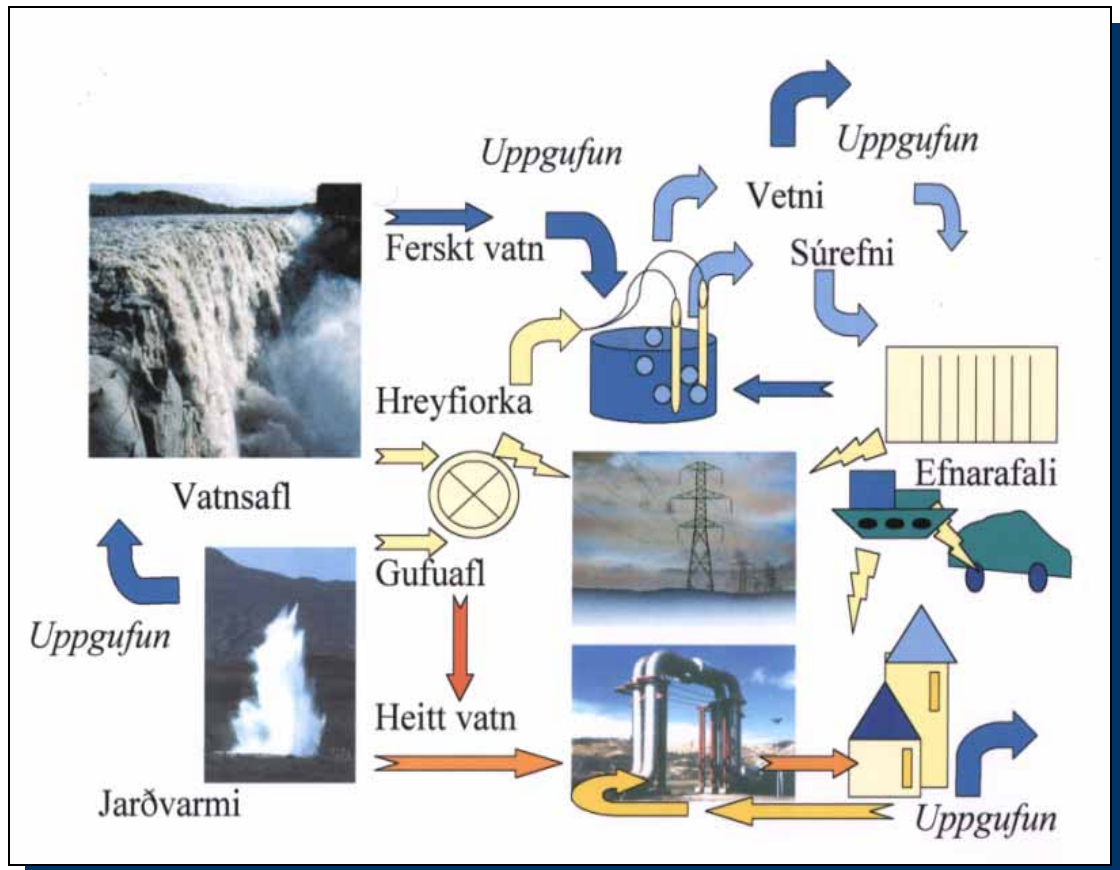 Uppgufun
Uppgufun
Vetni
Ferskt vatn
Súrefni
Hreyfiorka
Vatnsafl
Efnarafali
Gufuafl
Uppgufun
Heitt vatn
Jarðvarmi
Uppgufun